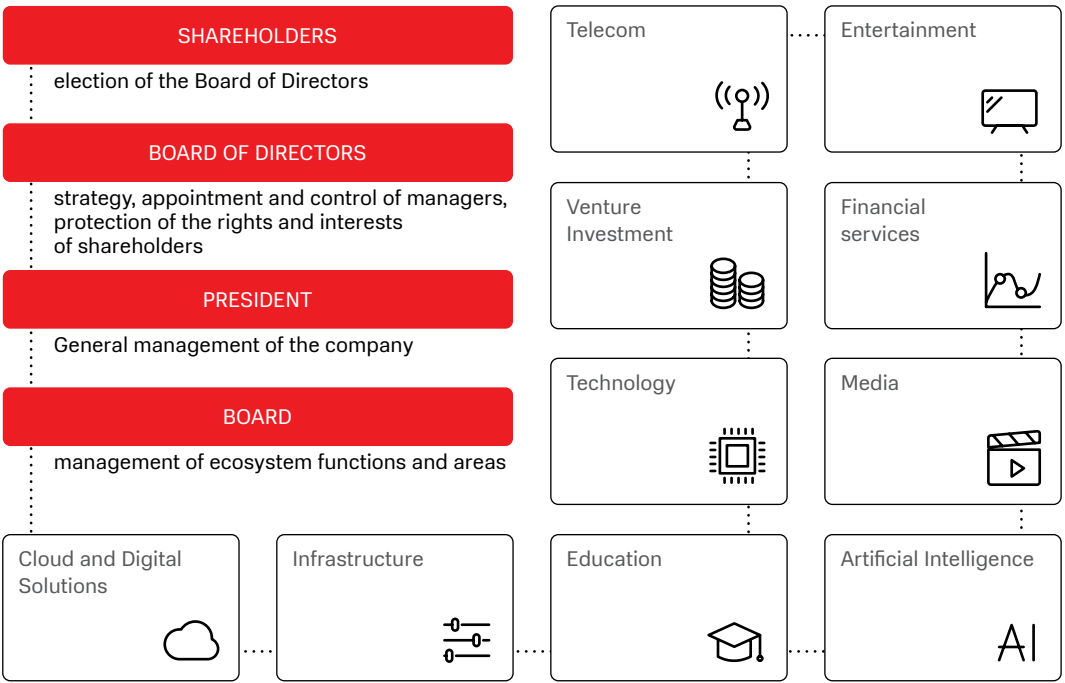 SHAREHOLDERS
election of the Board of Directors
BOARD OF DIRECTORS
strategy, appointment and control of managers,
protection of the rights and interests
of shareholders
PRESIDENT
General management of the company
BOARD
management of ecosystem functions and areas
Telecom
Entertainment
Venture
Investment
Financial
services
Technology
Media
Cloud and Digital
Solutions
Infrastructure
Education
Artificial Intelligence
AI